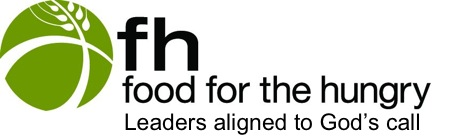 fh
food for the hungry
Leaders aligned to God's call